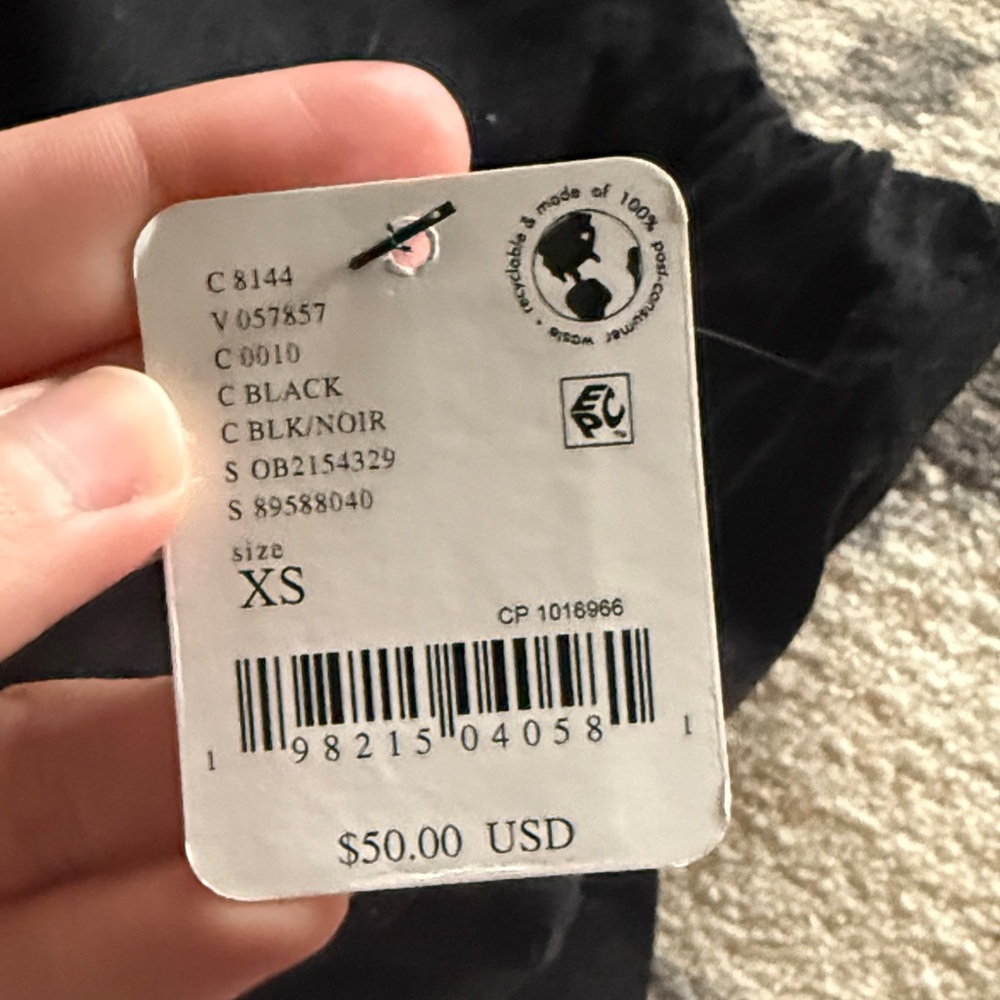 recyclable & made of 100% post-consumer waste •
C 8144
V 057857
C 0010
C BLACK
C BLK/NOIR
EPC
S OB2154329
S 89588040
size
XS
CP 1016966
1 98215 04058 1
$50.00 USD